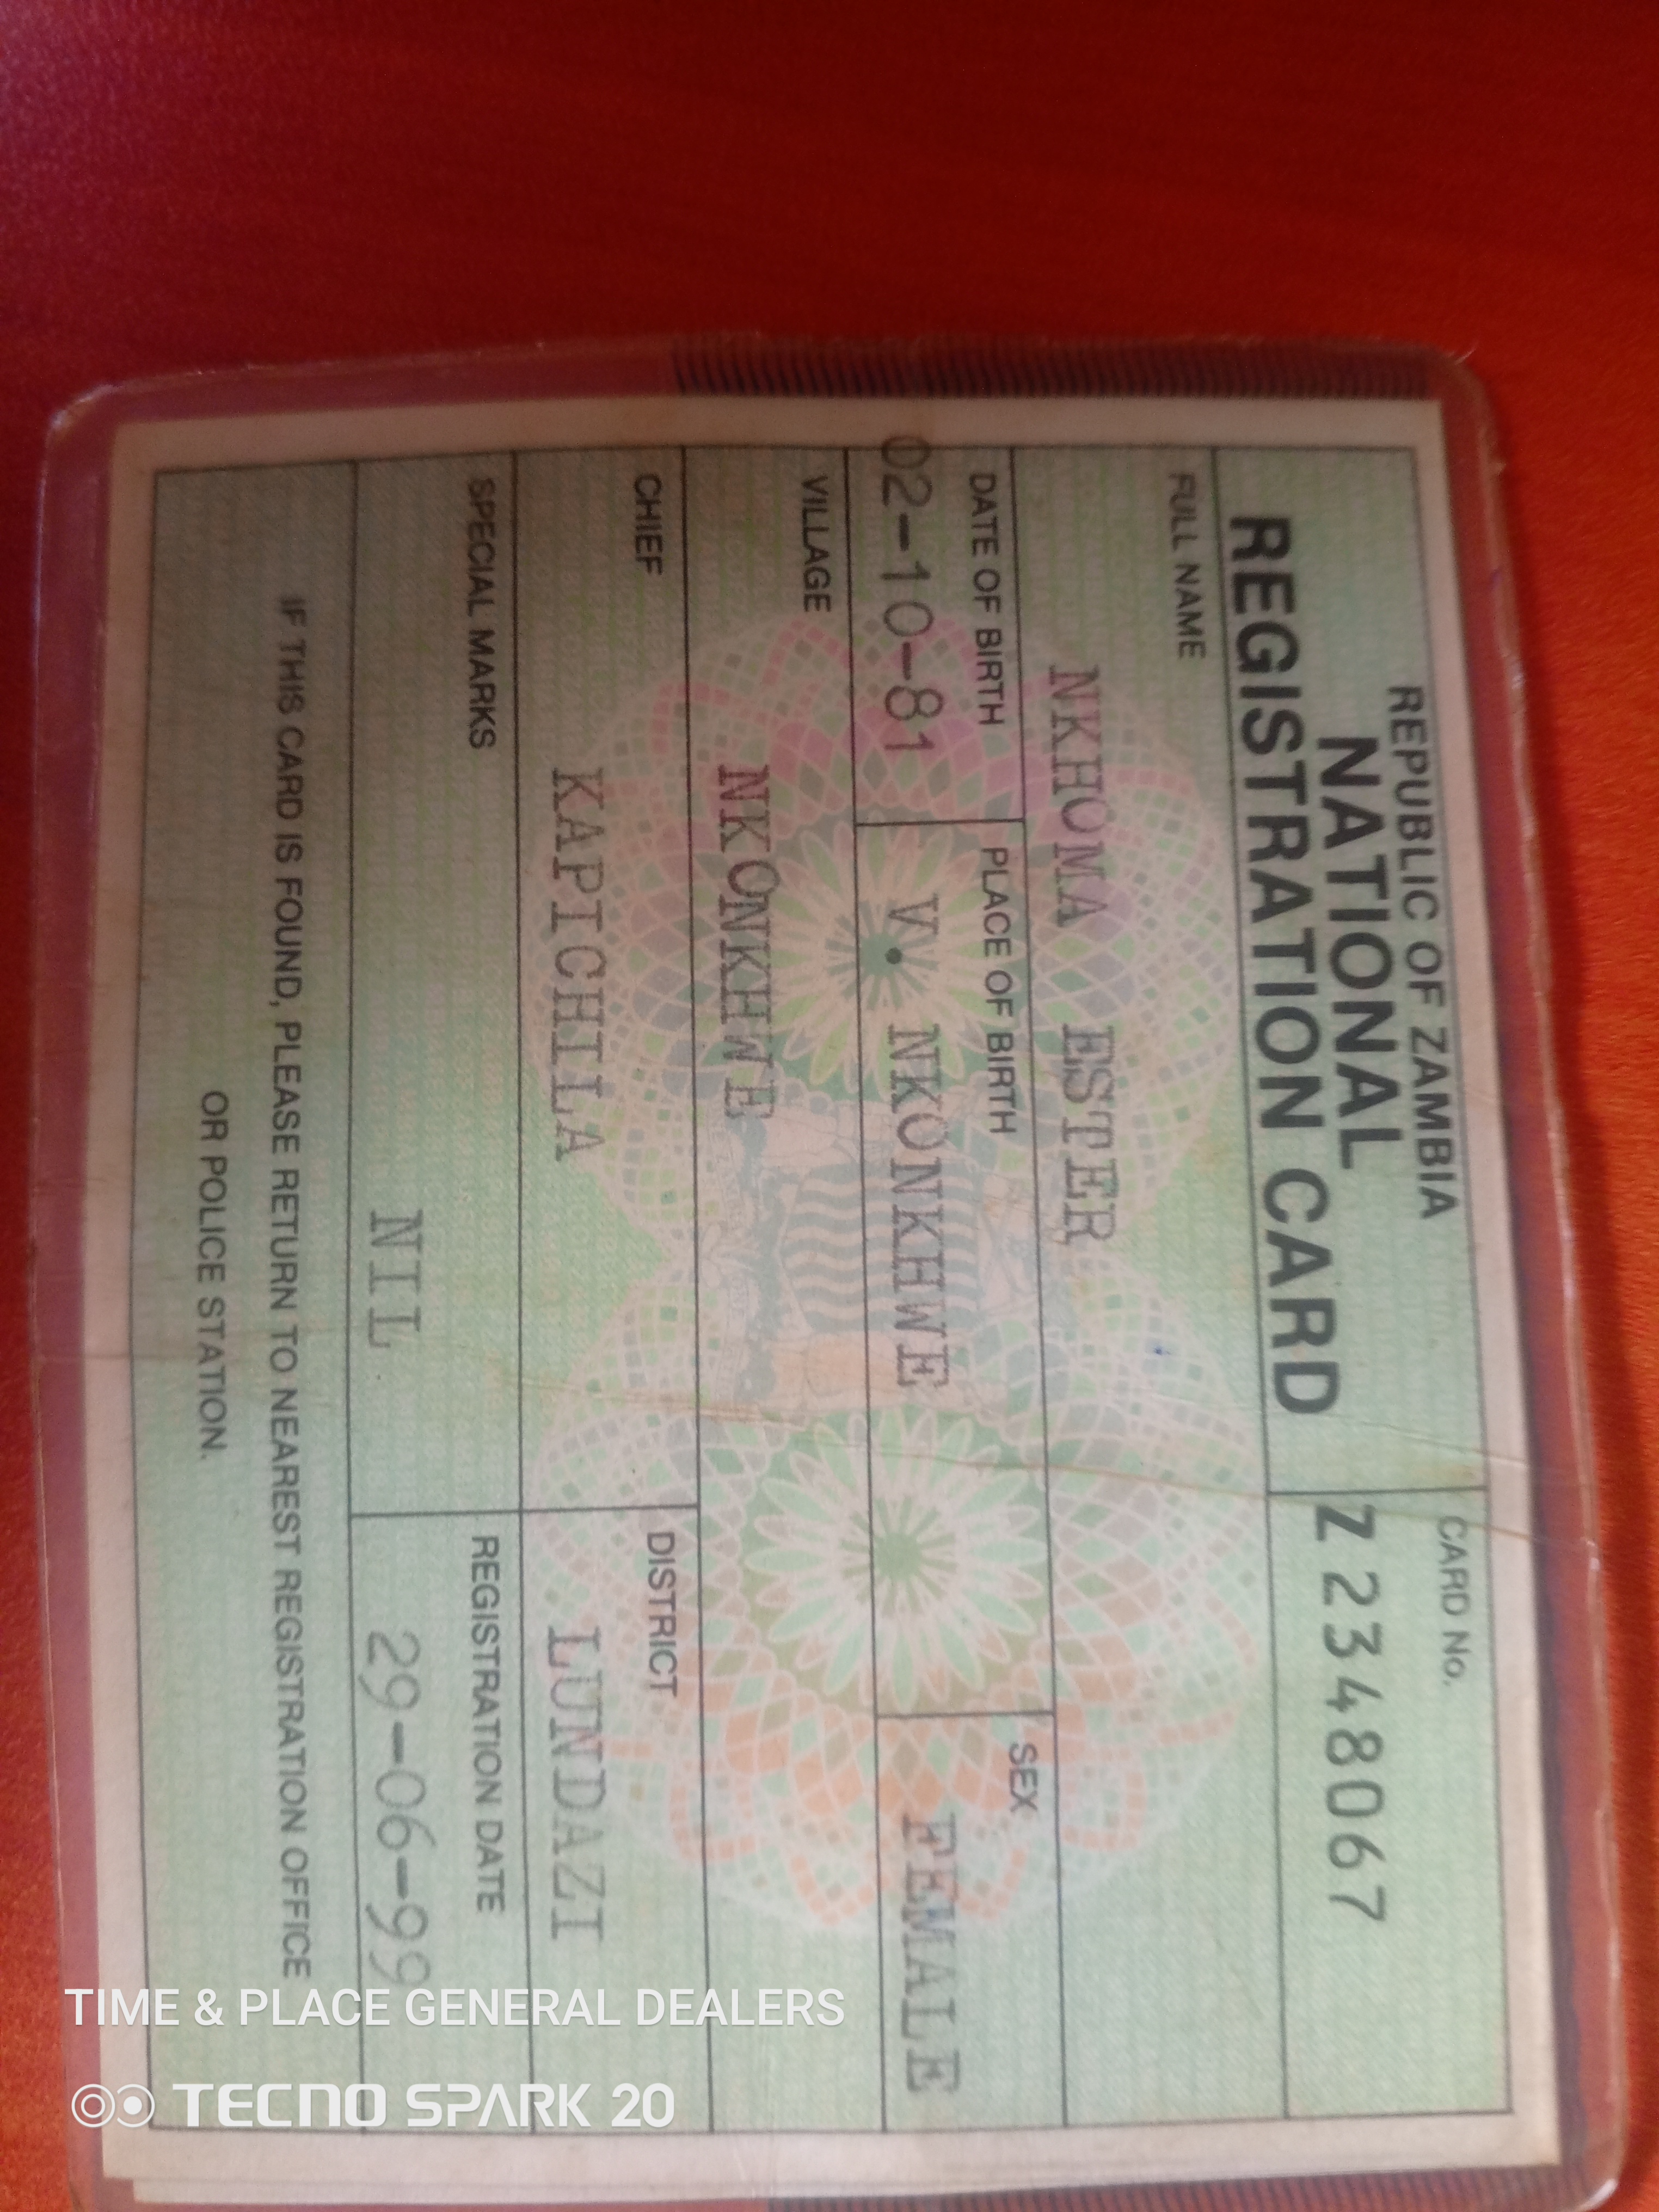 REPUBLIC OF ZAMBIA
NATIONAL
REGISTRATION CARD
CARD No.
Z 2348067
FULL NAME
NKHOMA ESTER
DATE OF BIRTH
02-10-81
PLACE OF BIRTH
V. NKONKHWE
SEX
FEMALE
VILLAGE
NKONKHWE
CHIEF
KAPICHILA
DISTRICT
LUNDAZI
SPECIAL MARKS
NIL
REGISTRATION DATE
29-06-99
IF THIS CARD IS FOUND, PLEASE RETURN TO NEAREST REGISTRATION OFFICE
OR POLICE STATION.
TIME & PLACE GENERAL DEALERS
TECNO SPARK 20